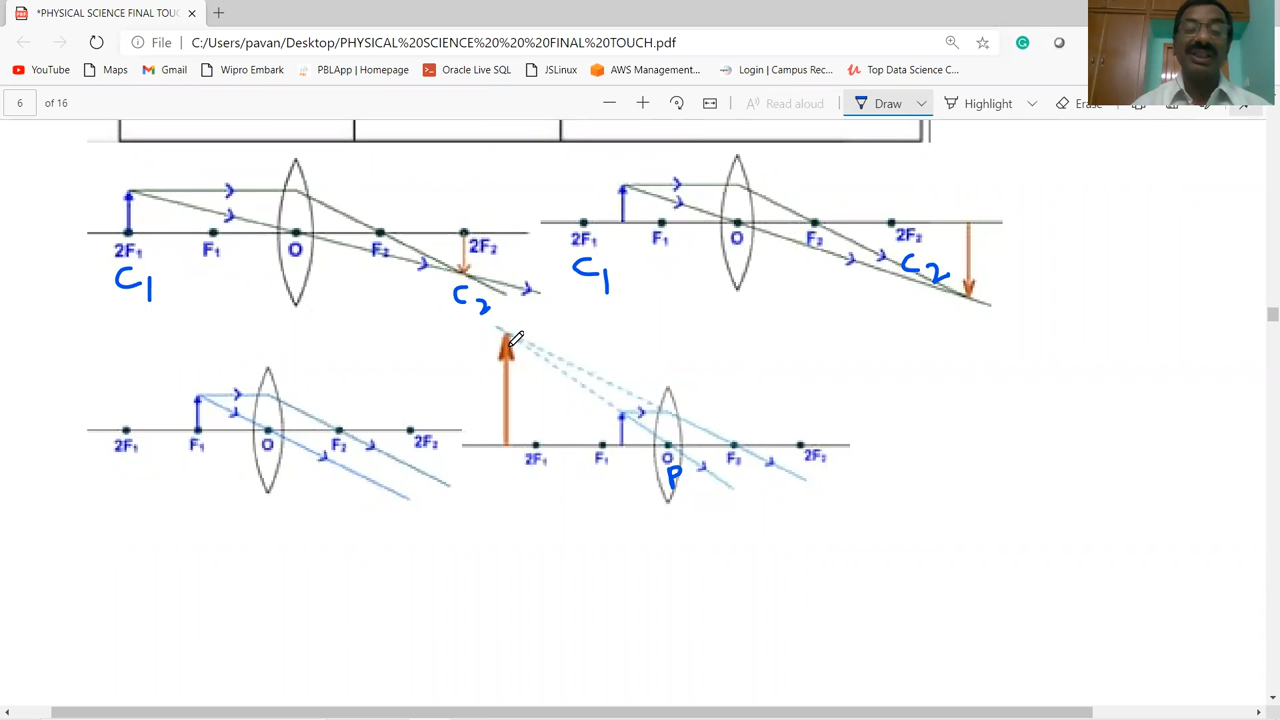 *PHYSICAL SCIENCE FINAL TOUC
File C:/Users/pavan/Desktop/PHYSICAL%20SCIENCE%20%20%20FINAL%20TOUCH.pdf
YouTube Maps Gmail Wipro Embark PBLApp | Homepage Oracle Live SQL JSLinux AWS Management... Login | Campus Rec... Top Data Science C...
6 of 16 Read aloud Draw Highlight Erase
2F₁ F₁ O F₂ 2F₂
C₁ C₂
2F₁ F₁ O F₂ 2F₂
C₁ C₂
2F₁ F₁ O F₂ 2F₂
2F₁ F₁ O F₂ 2F₂
P